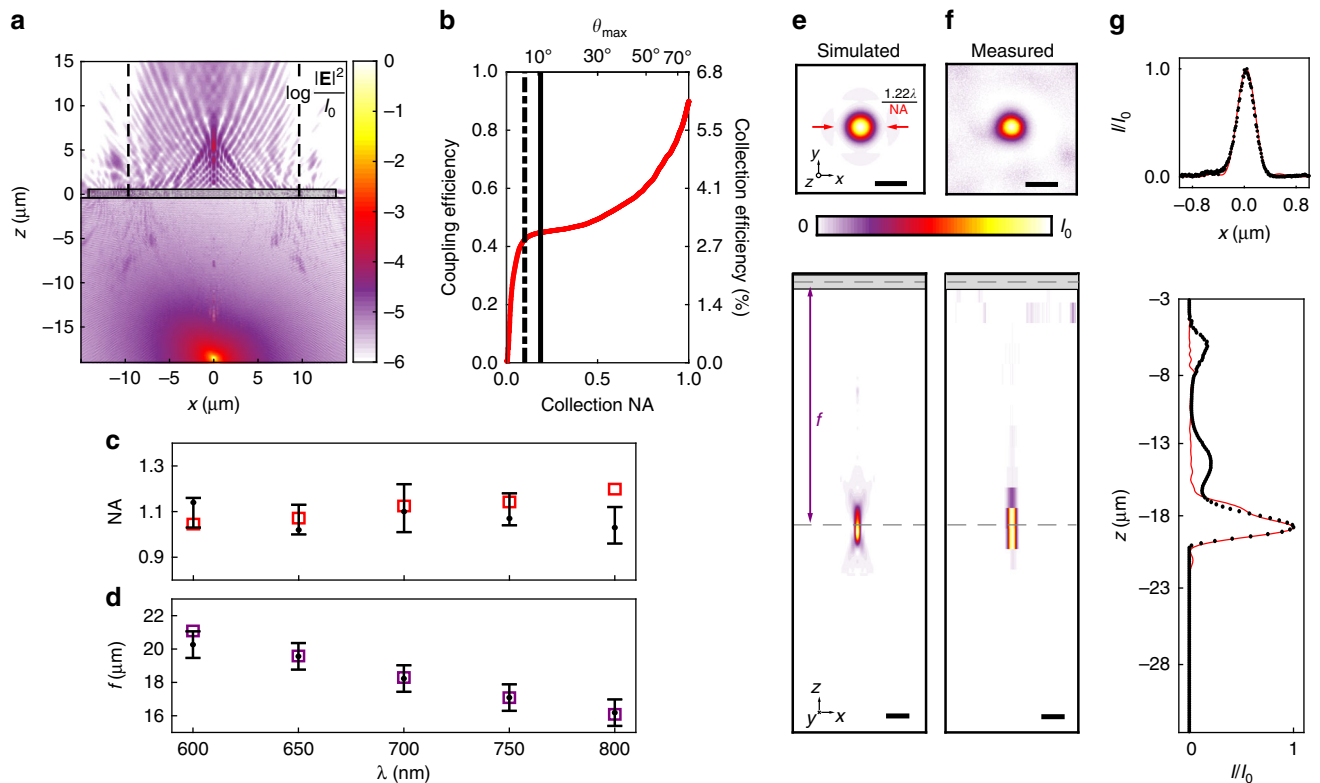 a
15
10
5
0
−5
−10
−15
z (μm)
−10
−5
0
5
10
x (μm)
log |E|²/I₀
0
−1
−2
−3
−4
−5
−6
b
θmax
10°
30°
50°
70°
1.0
0.8
0.6
0.4
0.2
0.0
Coupling efficiency
6.8
5.5
4.1
2.7
1.4
0.0
Collection efficiency (%)
0.0
0.5
1.0
Collection NA
c
1.3
1.1
0.9
NA
d
22
20
18
16
f (μm)
600
650
700
750
800
λ (nm)
e
Simulated
1.22λ
NA
y
z
x
f
Measured
0
I₀
f
z
y
x
g
1.0
0.0
I/I₀
−0.8
0.0
0.8
x (μm)
−3
−8
−13
−18
−23
−28
z (μm)
0
1
I/I₀